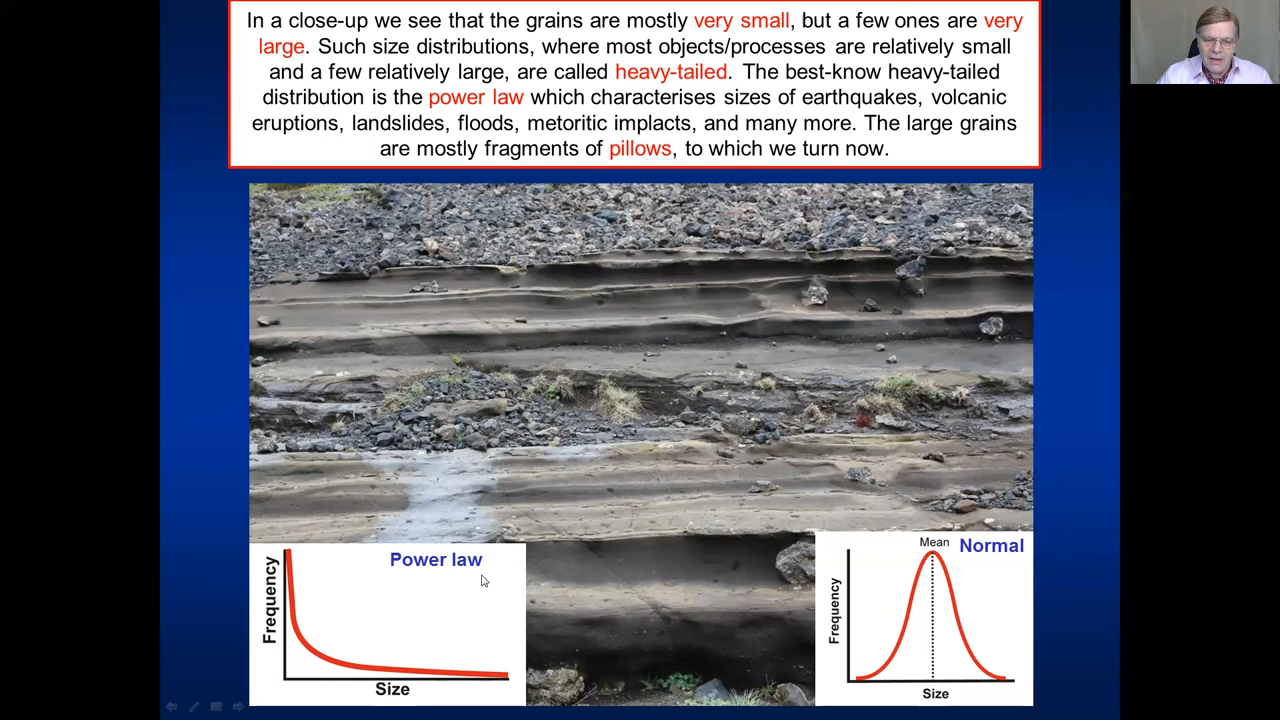 In a close-up we see that the grains are mostly very small, but a few ones are very
large. Such size distributions, where most objects/processes are relatively small
and a few relatively large, are called heavy-tailed. The best-know heavy-tailed
distribution is the power law which characterises sizes of earthquakes, volcanic
eruptions, landslides, floods, metoritic implacts, and many more. The large grains
are mostly fragments of pillows, to which we turn now.
Power law
Frequency
Size
Mean
Normal
Frequency
Size